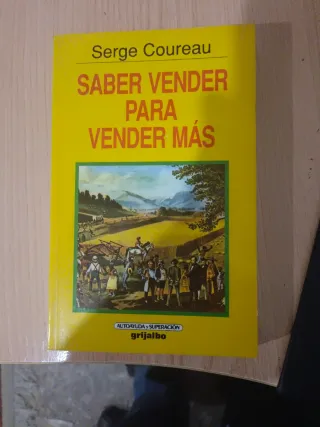 Serge Coureau
SABER VENDER
PARA
VENDER MÁS
AUTOAYUDA Y SUPERACIÓN
grijalbo